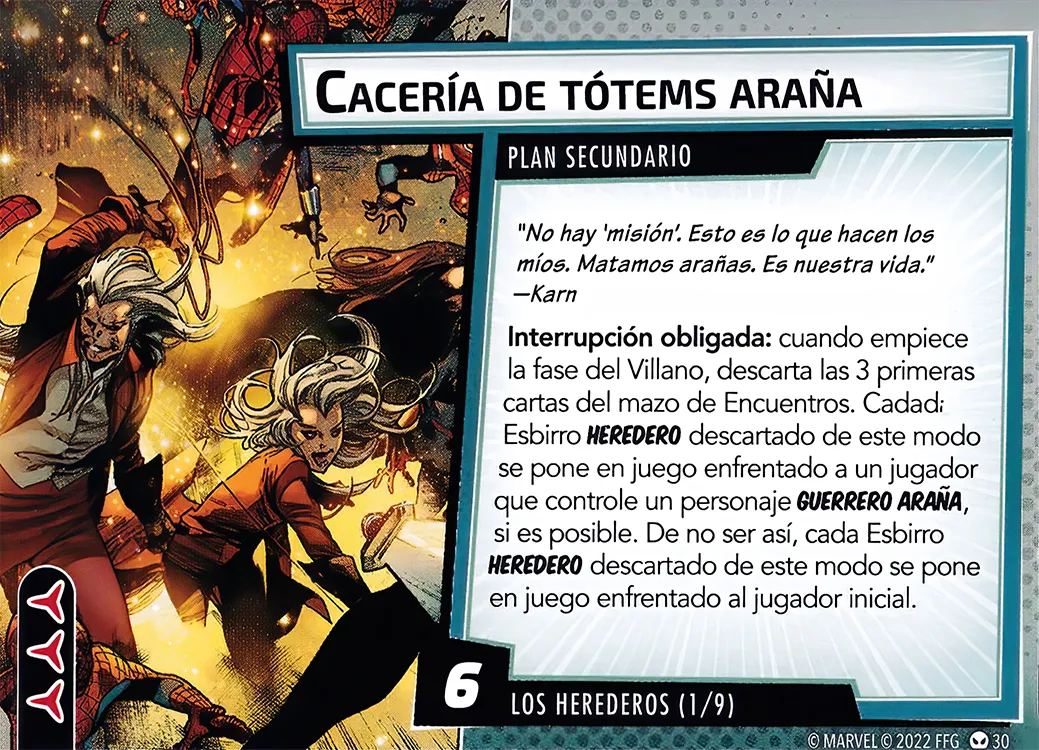 CACERÍA DE TÓTEMS ARAÑA
PLAN SECUNDARIO
"No hay 'misión'. Esto es lo que hacen los
míos. Matamos arañas. Es nuestra vida."
—Karn
Interrupción obligada: cuando empiece
la fase del Villano, descarta las 3 primeras
cartas del mazo de Encuentros. Cadadi
Esbirro HEREDERO descartado de este modo
se pone en juego enfrentado a un jugador
que controle un personaje GUERRERO ARAÑA,
si es posible. De no ser así, cada Esbirro
HEREDERO descartado de este modo se pone
en juego enfrentado al jugador inicial.
6
LOS HEREDEROS (1/9)
© MARVEL © 2022 FFG 30